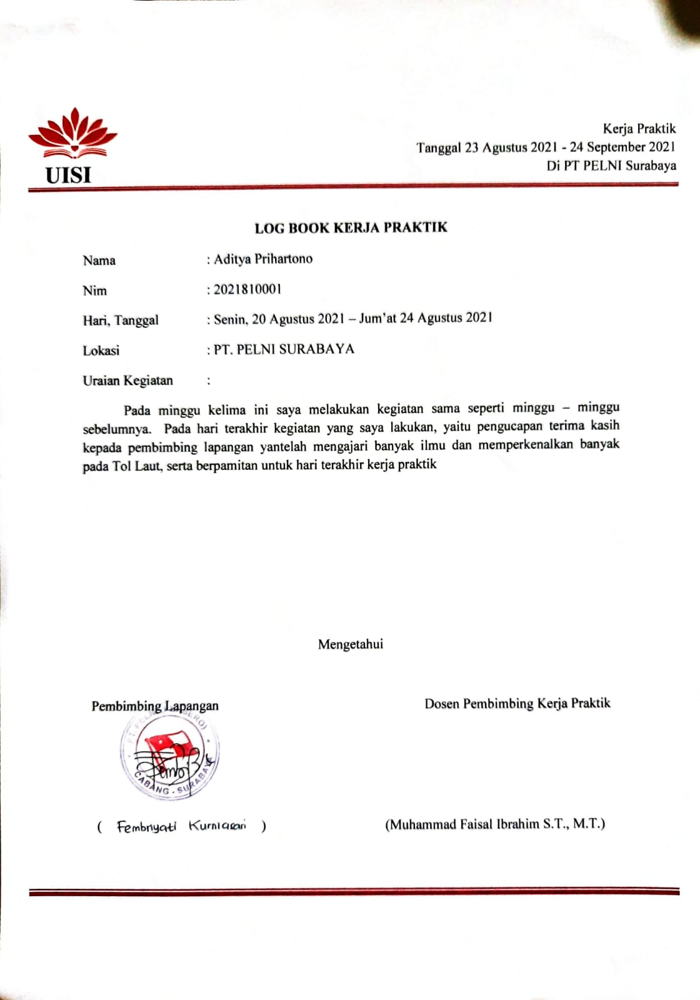 UISI
Kerja Praktik
Tanggal 23 Agustus 2021 - 24 September 2021
Di PT PELNI Surabaya
LOG BOOK KERJA PRAKTIK
Nama : Aditya Prihartono
Nim : 2021810001
Hari, Tanggal : Senin, 20 Agustus 2021 – Jum'at 24 Agustus 2021
Lokasi : PT. PELNI SURABAYA
Uraian Kegiatan :
Pada minggu kelima ini saya melakukan kegiatan sama seperti minggu – minggu
sebelumnya. Pada hari terakhir kegiatan yang saya lakukan, yaitu pengucapan terima kasih
kepada pembimbing lapangan yantelah mengajari banyak ilmu dan memperkenalkan banyak
pada Tol Laut, serta berpamitan untuk hari terakhir kerja praktik
Mengetahui
Pembimbing Lapangan
Dosen Pembimbing Kerja Praktik
CABANG - SURABAYA
( Fembriyati Kurniasari )
(Muhammad Faisal Ibrahim S.T., M.T.)